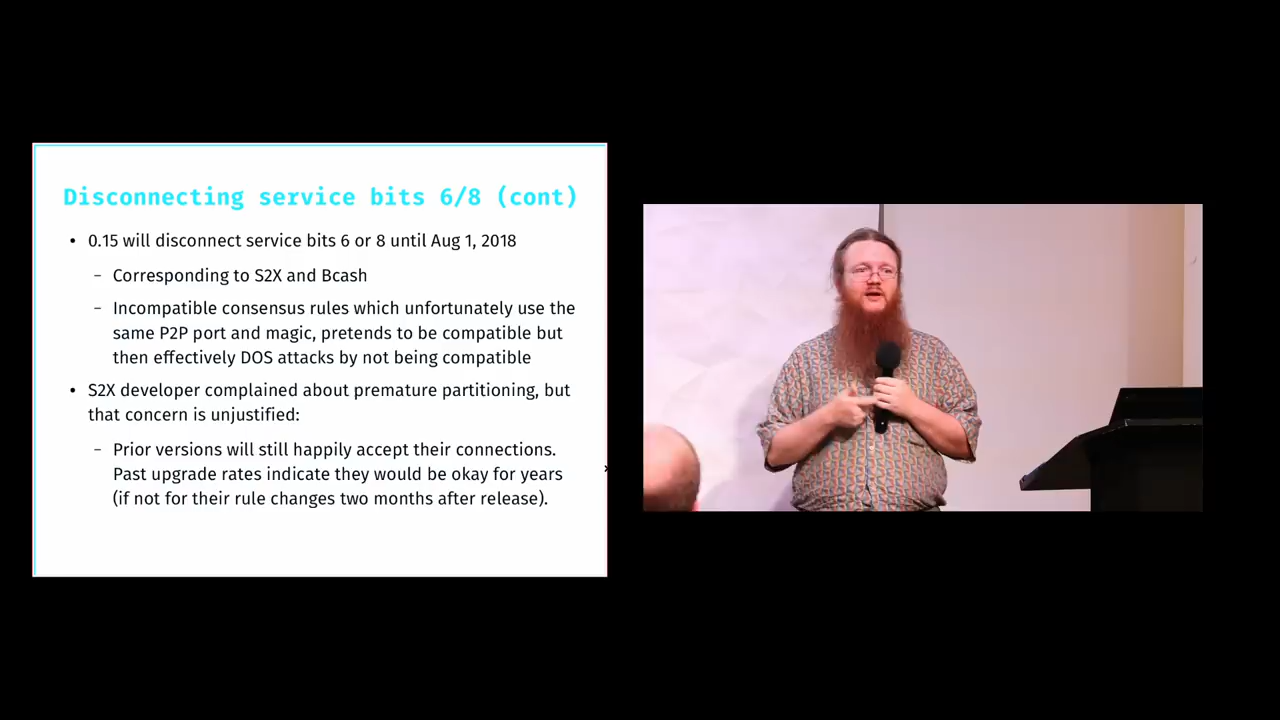 Disconnecting service bits 6/8 (cont)
• 0.15 will disconnect service bits 6 or 8 until Aug 1, 2018
– Corresponding to S2X and Bcash
– Incompatible consensus rules which unfortunately use the
same P2P port and magic, pretends to be compatible but
then effectively DOS attacks by not being compatible
• S2X developer complained about premature partitioning, but
that concern is unjustified:
– Prior versions will still happily accept their connections.
Past upgrade rates indicate they would be okay for years
(if not for their rule changes two months after release).